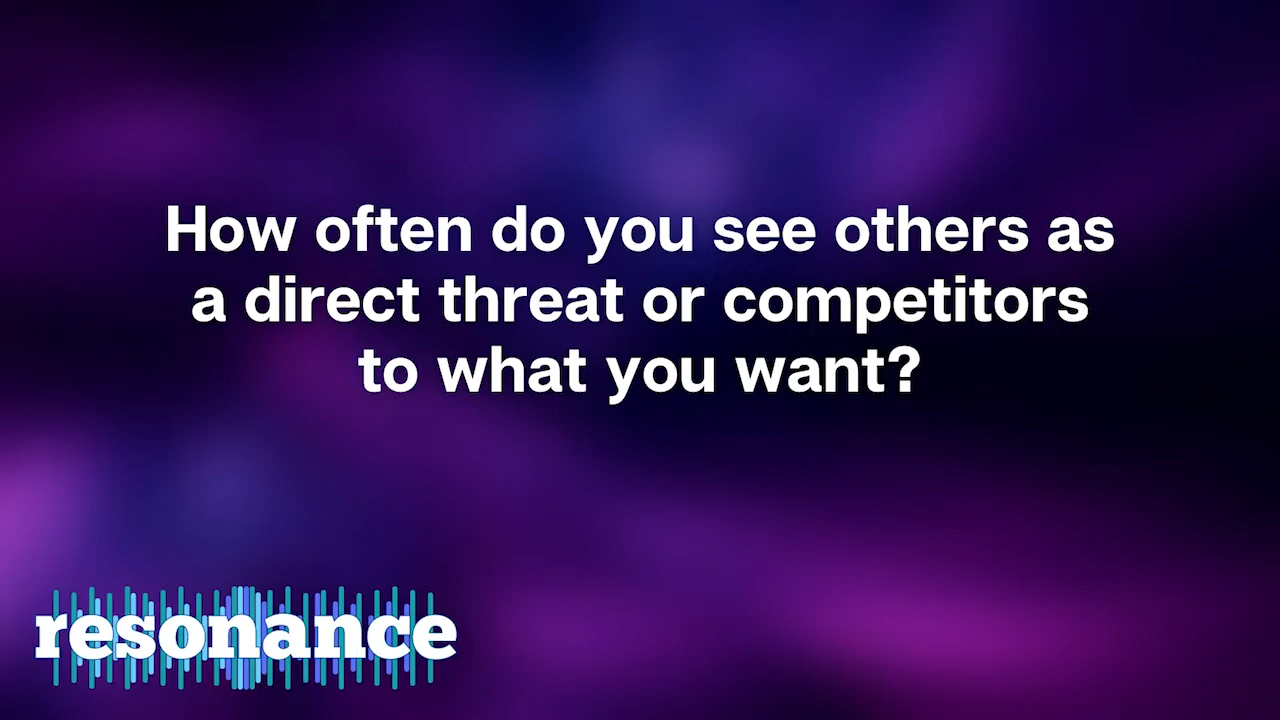 How often do you see others as
a direct threat or competitors
to what you want?
resonance